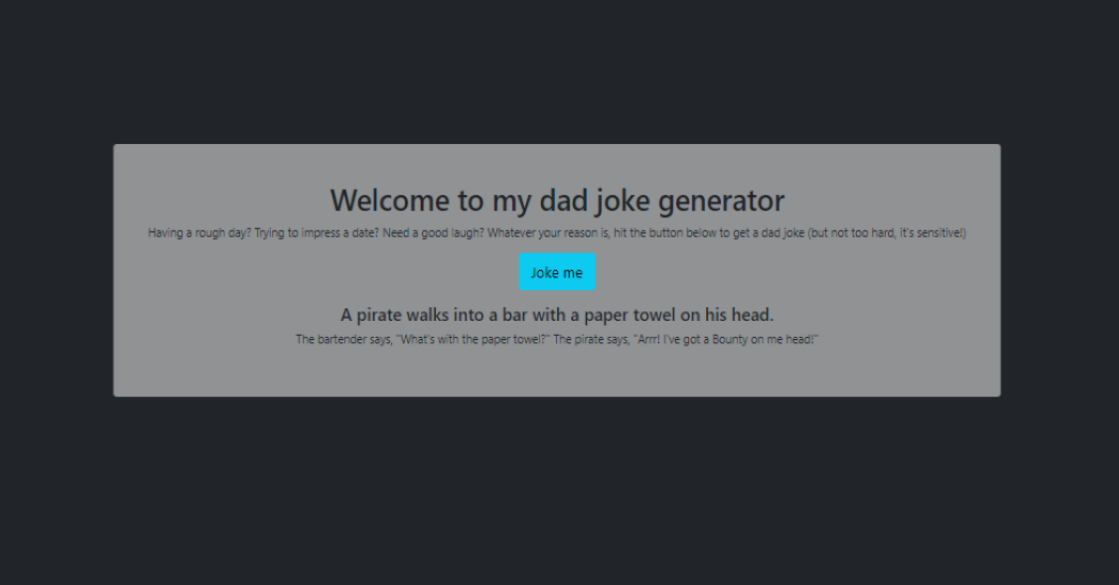 Welcome to my dad joke generator
Having a rough day? Trying to impress a date? Need a good laugh? Whatever your reason is, hit the button below to get a dad joke (but not too hard, it's sensitive!)
Joke me
A pirate walks into a bar with a paper towel on his head.
The bartender says, "What's with the paper towel?" The pirate says, "Arrr! I've got a Bounty on me head!"